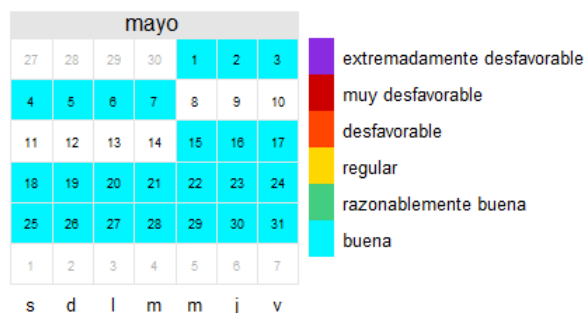 mayo
27 28 29 30 1 2 3
4 5 6 7 8 9 10
11 12 13 14 15 16 17
18 19 20 21 22 23 24
25 26 27 28 29 30 31
1 2 3 4 5 6 7
s d l m m j v
extremadamente desfavorable
muy desfavorable
desfavorable
regular
razonablemente buena
buena